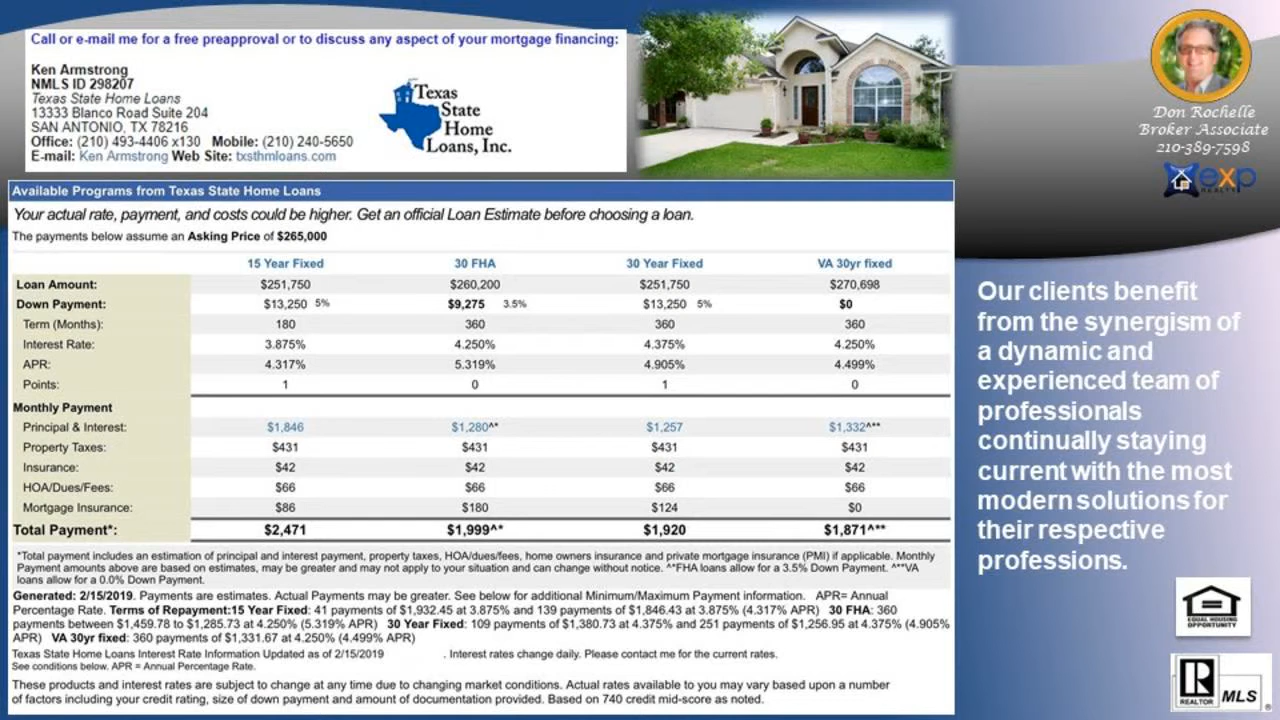 Call or e-mail me for a free preapproval or to discuss any aspect of your mortgage financing:
Ken Armstrong
NMLS ID 298207
Texas State Home Loans
13333 Blanco Road Suite 204
SAN ANTONIO, TX 78216
Office: (210) 493-4406 x130 Mobile: (210) 240-5650
E-mail: Ken Armstrong Web Site: txsthmloans.com
Texas
State
Home
Loans, Inc.
Don Rochelle
Broker Associate
210-389-7598
exp
REALTY
Available Programs from Texas State Home Loans
Your actual rate, payment, and costs could be higher. Get an official Loan Estimate before choosing a loan.
The payments below assume an Asking Price of $265,000
15 Year Fixed 30 FHA 30 Year Fixed VA 30yr fixed
Loan Amount: $251,750 $260,200 $251,750 $270,698
Down Payment: $13,250 5% $9,275 3.5% $13,250 5% $0
Term (Months): 180 360 360 360
Interest Rate: 3.875% 4.250% 4.375% 4.250%
APR: 4.317% 5.319% 4.905% 4.499%
Points: 1 0 1 0
Monthly Payment
Principal & Interest: $1,846 $1,280^* $1,257 $1,332^**
Property Taxes: $431 $431 $431 $431
Insurance: $42 $42 $42 $42
HOA/Dues/Fees: $66 $66 $66 $66
Mortgage Insurance: $86 $180 $124 $0
Total Payment*: $2,471 $1,999^* $1,920 $1,871^**
*Total payment includes an estimation of principal and interest payment, property taxes, HOA/dues/fees, home owners insurance and private mortgage insurance (PMI) if applicable. Monthly
Payment amounts above are based on estimates, may be greater and may not apply to your situation and can change without notice. ^*FHA loans allow for a 3.5% Down Payment. ^**VA
loans allow for a 0.0% Down Payment.
Generated: 2/15/2019. Payments are estimates. Actual Payments may be greater. See below for additional Minimum/Maximum Payment information. APR= Annual
Percentage Rate. Terms of Repayment:15 Year Fixed: 41 payments of $1,932.45 at 3.875% and 139 payments of $1,846.43 at 3.875% (4.317% APR) 30 FHA: 360
payments between $1,459.78 to $1,285.73 at 4.250% (5.319% APR) 30 Year Fixed: 109 payments of $1,380.73 at 4.375% and 251 payments of $1,256.95 at 4.375% (4.905%
APR) VA 30yr fixed: 360 payments of $1,331.67 at 4.250% (4.499% APR)
Texas State Home Loans Interest Rate Information Updated as of 2/15/2019 . Interest rates change daily. Please contact me for the current rates.
See conditions below. APR = Annual Percentage Rate.
These products and interest rates are subject to change at any time due to changing market conditions. Actual rates available to you may vary based upon a number
of factors including your credit rating, size of down payment and amount of documentation provided. Based on 740 credit mid-score as noted.
Our clients benefit
from the synergism of
a dynamic and
experienced team of
professionals
continually staying
current with the most
modern solutions for
their respective
professions.
EQUAL HOUSING
OPPORTUNITY
R
REALTOR
MLS
®